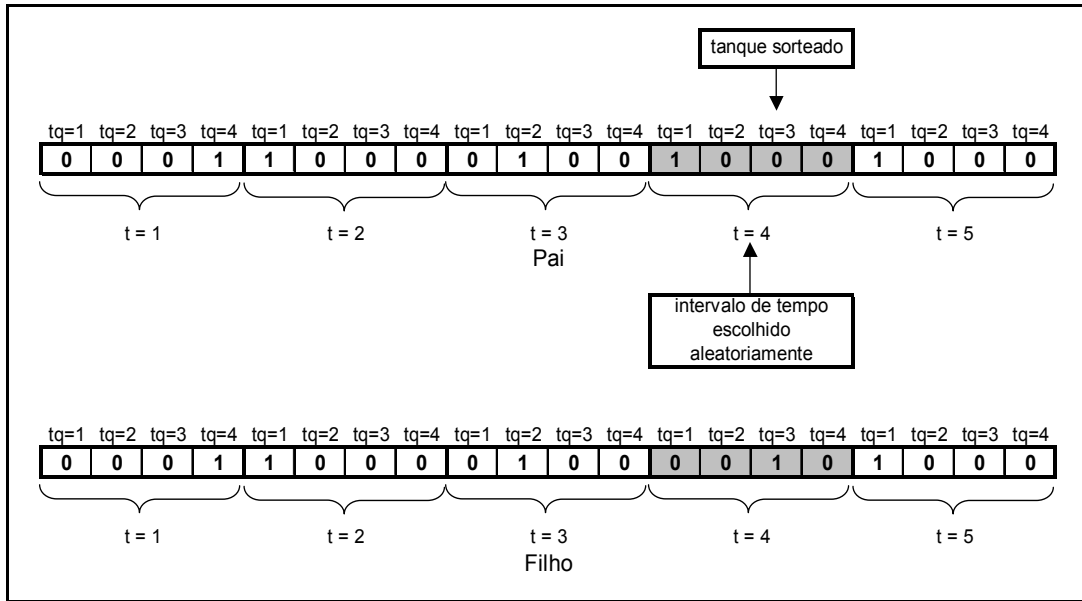 tanque sorteado
tq=1 tq=2 tq=3 tq=4 tq=1 tq=2 tq=3 tq=4 tq=1 tq=2 tq=3 tq=4 tq=1 tq=2 tq=3 tq=4 tq=1 tq=2 tq=3 tq=4
0 0 0 1 1 0 0 0 0 1 0 0 1 0 0 0 1 0 0 0
t = 1 t = 2 t = 3 t = 4 t = 5
Pai
intervalo de tempo
escolhido
aleatoriamente
tq=1 tq=2 tq=3 tq=4 tq=1 tq=2 tq=3 tq=4 tq=1 tq=2 tq=3 tq=4 tq=1 tq=2 tq=3 tq=4 tq=1 tq=2 tq=3 tq=4
0 0 0 1 1 0 0 0 0 1 0 0 0 0 1 0 1 0 0 0
t = 1 t = 2 t = 3 t = 4 t = 5
Filho